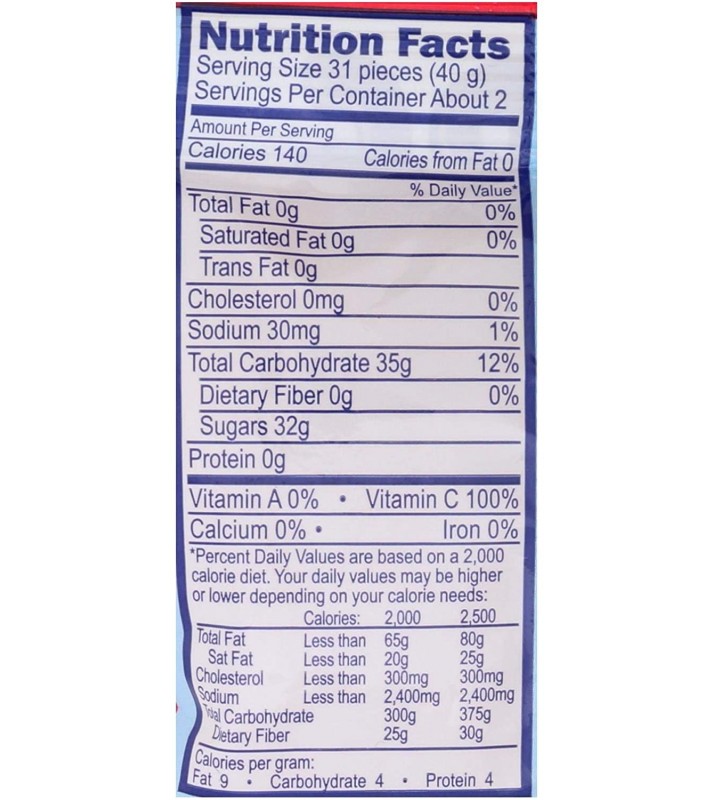 Nutrition Facts
Serving Size 31 pieces (40 g)
Servings Per Container About 2
Amount Per Serving
Calories 140 Calories from Fat 0
% Daily Value*
Total Fat 0g 0%
Saturated Fat 0g 0%
Trans Fat 0g
Cholesterol 0mg 0%
Sodium 30mg 1%
Total Carbohydrate 35g 12%
Dietary Fiber 0g 0%
Sugars 32g
Protein 0g
Vitamin A 0% • Vitamin C 100%
Calcium 0% • Iron 0%
*Percent Daily Values are based on a 2,000
calorie diet. Your daily values may be higher
or lower depending on your calorie needs:
Calories: 2,000 2,500
Total Fat Less than 65g 80g
Sat Fat Less than 20g 25g
Cholesterol Less than 300mg 300mg
Sodium Less than 2,400mg 2,400mg
Total Carbohydrate 300g 375g
Dietary Fiber 25g 30g
Calories per gram:
Fat 9 • Carbohydrate 4 • Protein 4